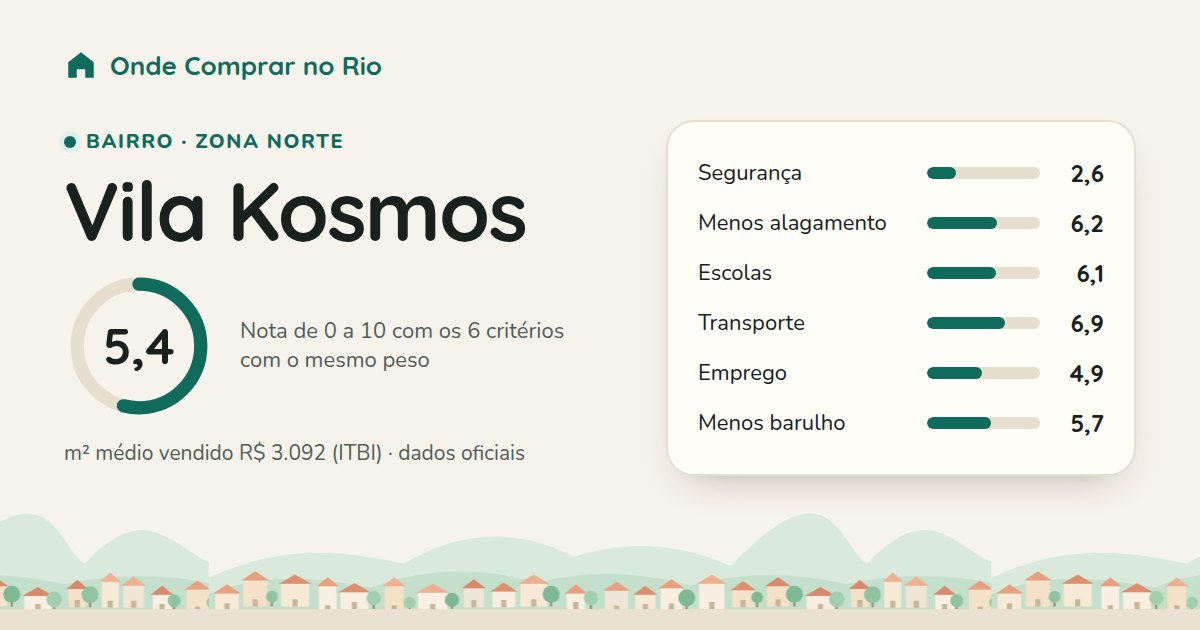 Onde Comprar no Rio
BAIRRO · ZONA NORTE
Vila Kosmos
5,4
Nota de 0 a 10 com os 6 critérios
com o mesmo peso
m² médio vendido R$ 3.092 (ITBI) · dados oficiais
Segurança 2,6
Menos alagamento 6,2
Escolas 6,1
Transporte 6,9
Emprego 4,9
Menos barulho 5,7